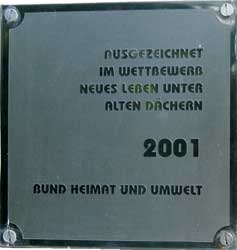 AUSGEZEICHNET
IM WETTBEWERB
NEUES LEBEN UNTER
ALTEN DÄCHERN
2001
BUND HEIMAT UND UMWELT